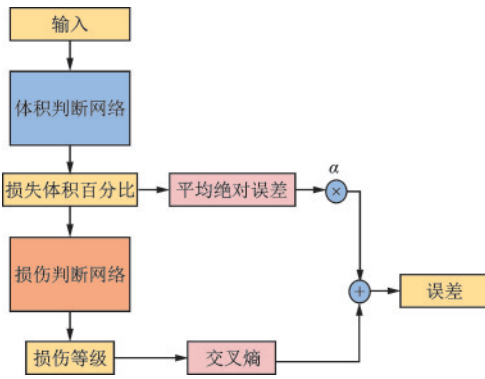 输入
体积判断网络
损失体积百分比
平均绝对误差
α
×
损伤判断网络
+
误差
损伤等级
交叉熵